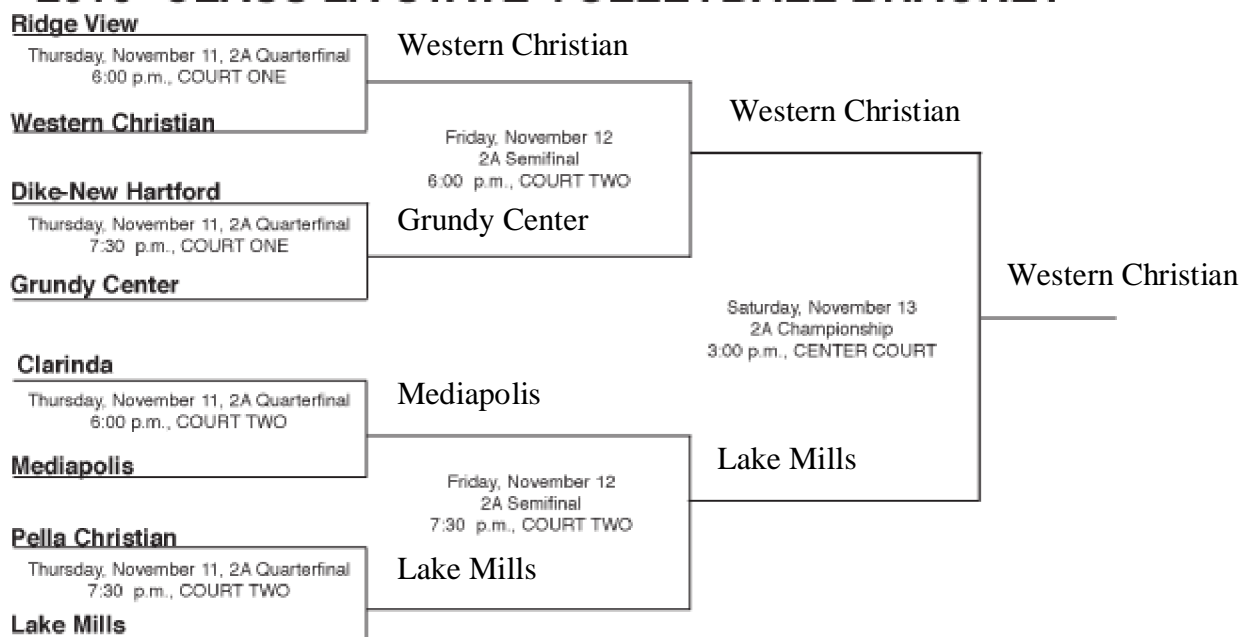 Ridge View
Thursday, November 11, 2A Quarterfinal
6:00 p.m., COURT ONE
Western Christian
Dike-New Hartford
Thursday, November 11, 2A Quarterfinal
7:30 p.m., COURT ONE
Grundy Center
Clarinda
Thursday, November 11, 2A Quarterfinal
6:00 p.m., COURT TWO
Mediapolis
Pella Christian
Thursday, November 11, 2A Quarterfinal
7:30 p.m., COURT TWO
Lake Mills
Western Christian
Friday, November 12
2A Semifinal
6:00 p.m., COURT TWO
Grundy Center
Mediapolis
Friday, November 12
2A Semifinal
7:30 p.m., COURT TWO
Lake Mills
Western Christian
Saturday, November 13
2A Championship
3:00 p.m., CENTER COURT
Lake Mills
Western Christian